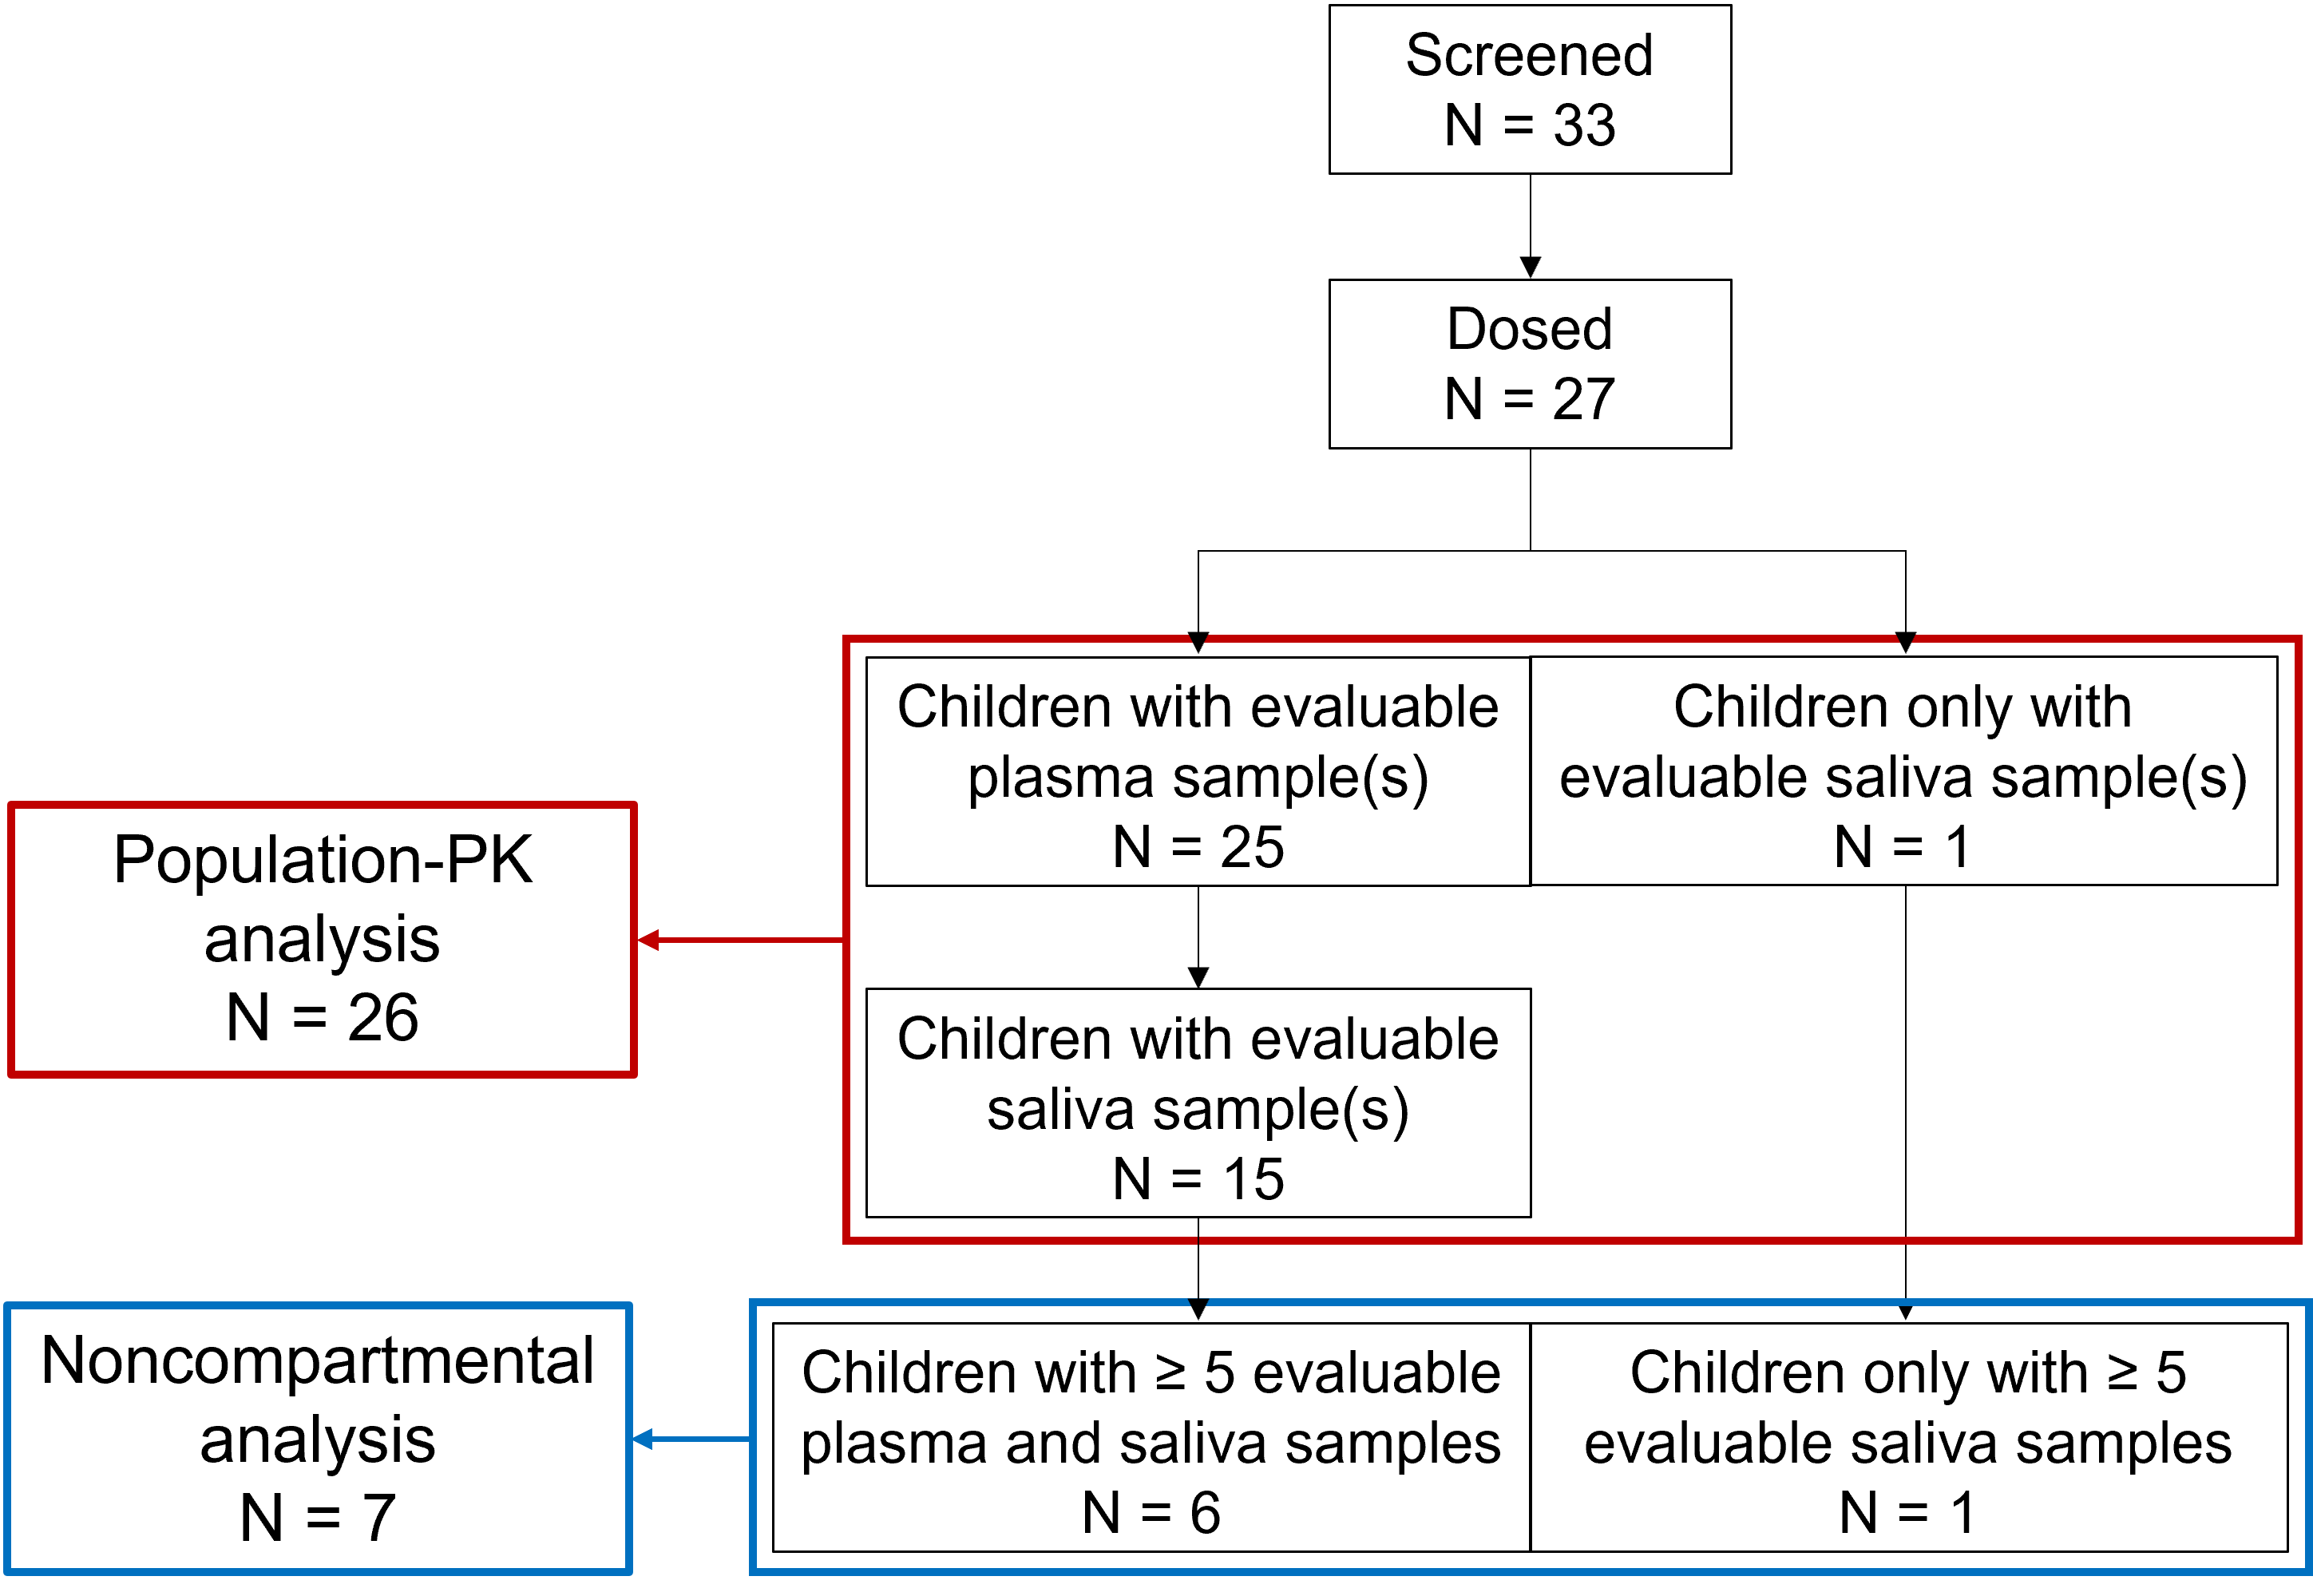 Screened
N = 33
Dosed
N = 27
Children with evaluable
plasma sample(s)
N = 25
Children only with
evaluable saliva sample(s)
N = 1
Population-PK
analysis
N = 26
Children with evaluable
saliva sample(s)
N = 15
Noncompartmental
analysis
N = 7
Children with ≥ 5 evaluable
plasma and saliva samples
N = 6
Children only with ≥ 5
evaluable saliva samples
N = 1